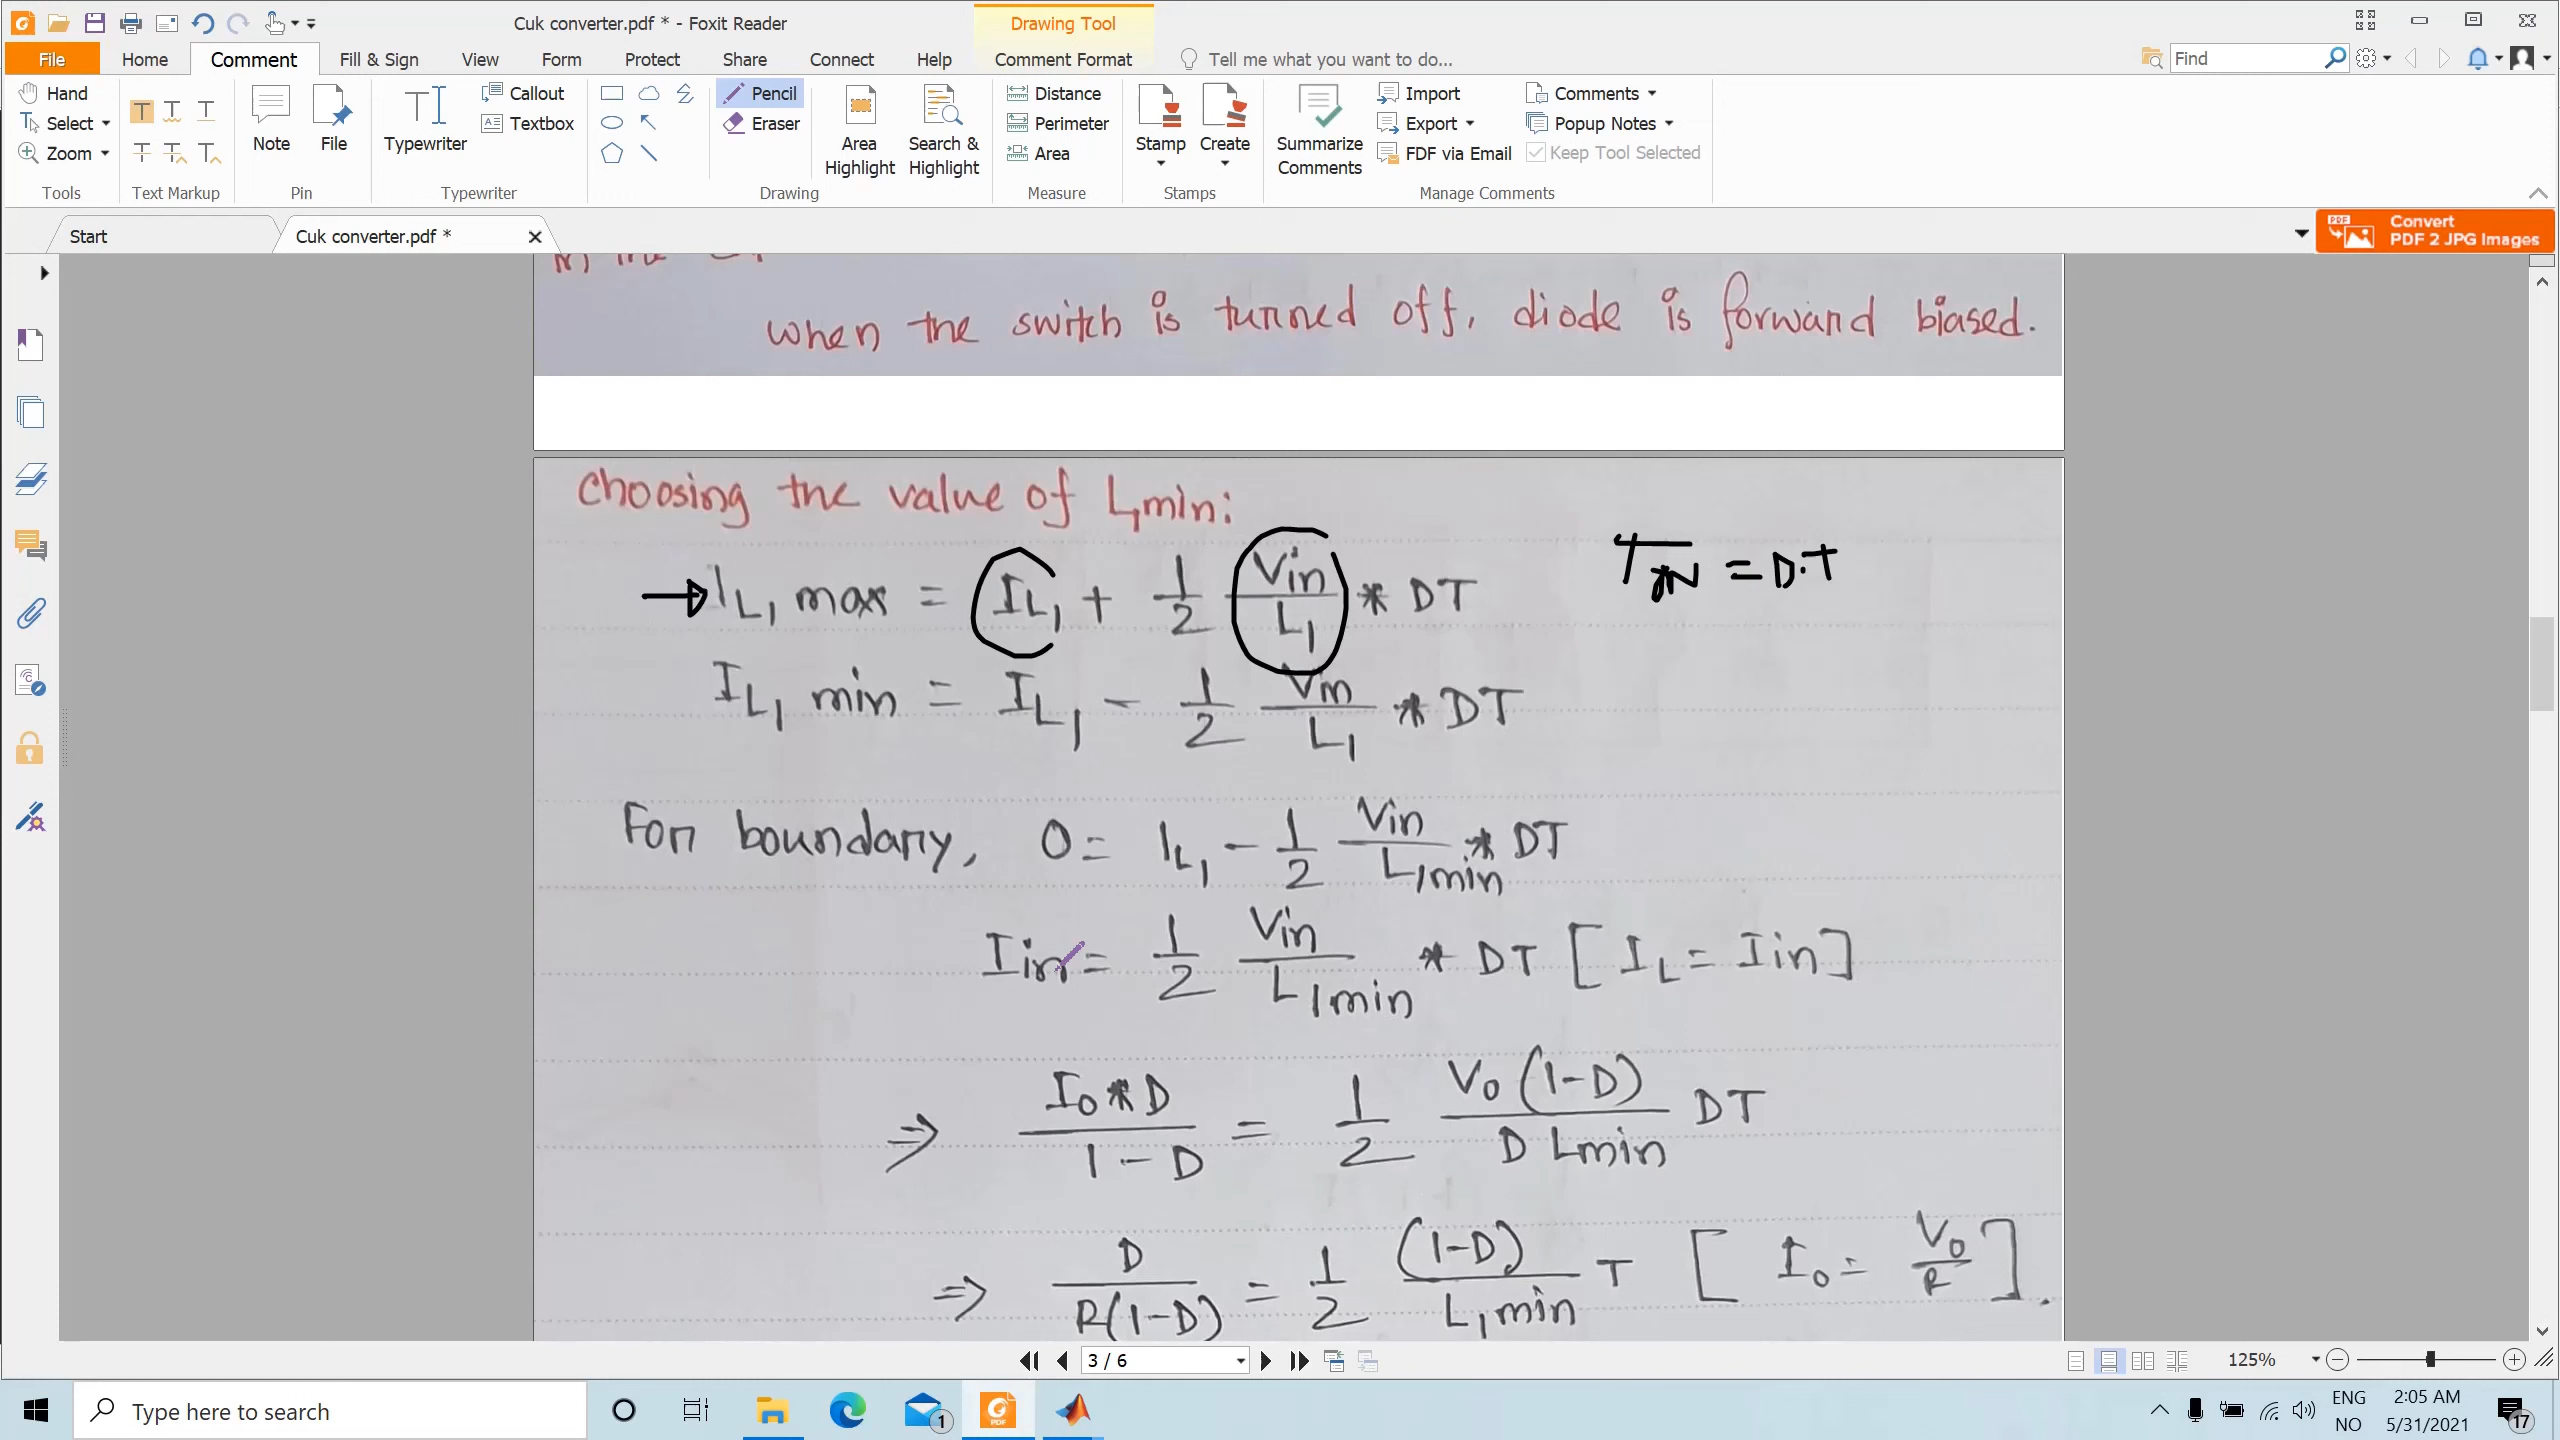 Cuk converter.pdf * - Foxit Reader
Drawing Tool
File Home Comment Fill & Sign View Form Protect Share Connect Help Comment Format Tell me what you want to do... Find
Hand
Select
Zoom
Tools
Text Markup
Note
File
Pin
Typewriter
Callout
Textbox
Typewriter
Pencil
Eraser
Area Highlight
Search & Highlight
Drawing
Distance
Perimeter
Area
Measure
Stamp
Create
Stamps
Summarize Comments
Import
Export
FDF via Email
Comments
Popup Notes
Keep Tool Selected
Manage Comments
Start
Cuk converter.pdf *
PDF
Convert
PDF 2 JPG Images
when the switch is turned off, diode is forward biased.
Choosing the value of L1min:
IL1 max = IL1 + 1/2 Vin/L1 * DT
TON = D.T
IL1 min = IL1 - 1/2 Vin/L1 * DT
For boundary, 0 = IL1 - 1/2 Vin/L1min * DT
Iin = 1/2 Vin/L1min * DT [IL = Iin]
⇒ Io*D/1-D = 1/2 Vo(1-D)/D Lmin DT
⇒ D/R(1-D) = 1/2 (1-D)/L1min T [Io = Vo/R].
3 / 6
125%
Type here to search
1
ENG
NO
2:05 AM
5/31/2021
17